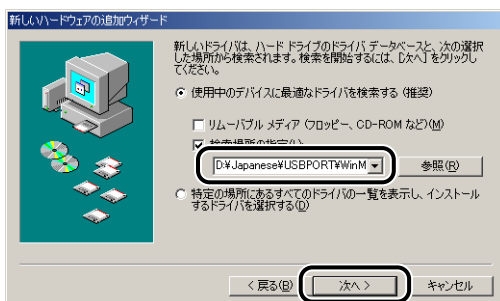 新しいハードウェアの追加ウィザード
新しいドライバは、ハード ドライブのドライバ データベースと、次の選択
した場所から検索されます。検索を開始するには、[次へ] をクリックし
てください。
使用中のデバイスに最適なドライバを検索する (推奨)
リムーバブル メディア (フロッピー、CD-ROM など)(M)
検索場所の指定(L)
D:¥Japanese¥USBPORT¥WinM
参照(R)
特定の場所にあるすべてのドライバの一覧を表示し、インストール
するドライバを選択する(D)
< 戻る(B)
次へ >
キャンセル